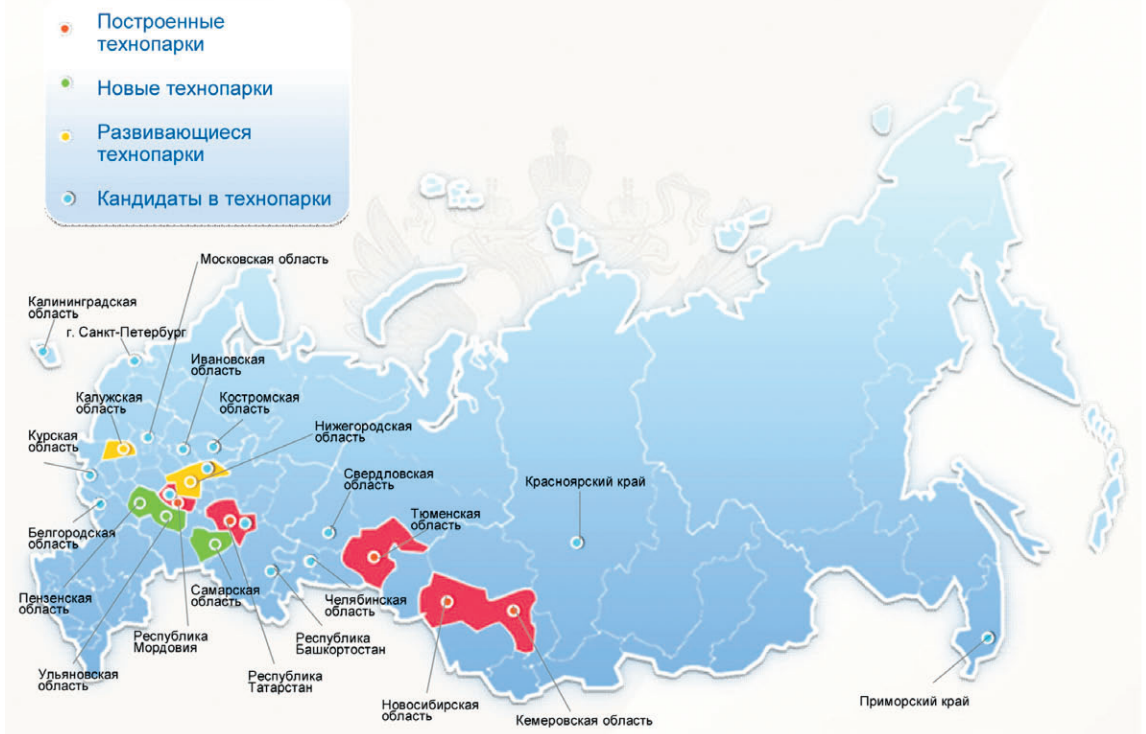 Построенные
технопарки
Новые технопарки
Развивающиеся
технопарки
Кандидаты в технопарки
Московская область
Калининградская
область
г. Санкт-Петербург
Ивановская
область
Калужская
область
Костромская
область
Курская
область
Нижегородская
область
Свердловская
область
Красноярский край
Тюменская
область
Белгородская
область
Пензенская
область
Самарская
область
Челябинская
область
Республика
Мордовия
Республика
Башкортостан
Ульяновская
область
Республика
Татарстан
Новосибирская
область
Кемеровская область
Приморский край